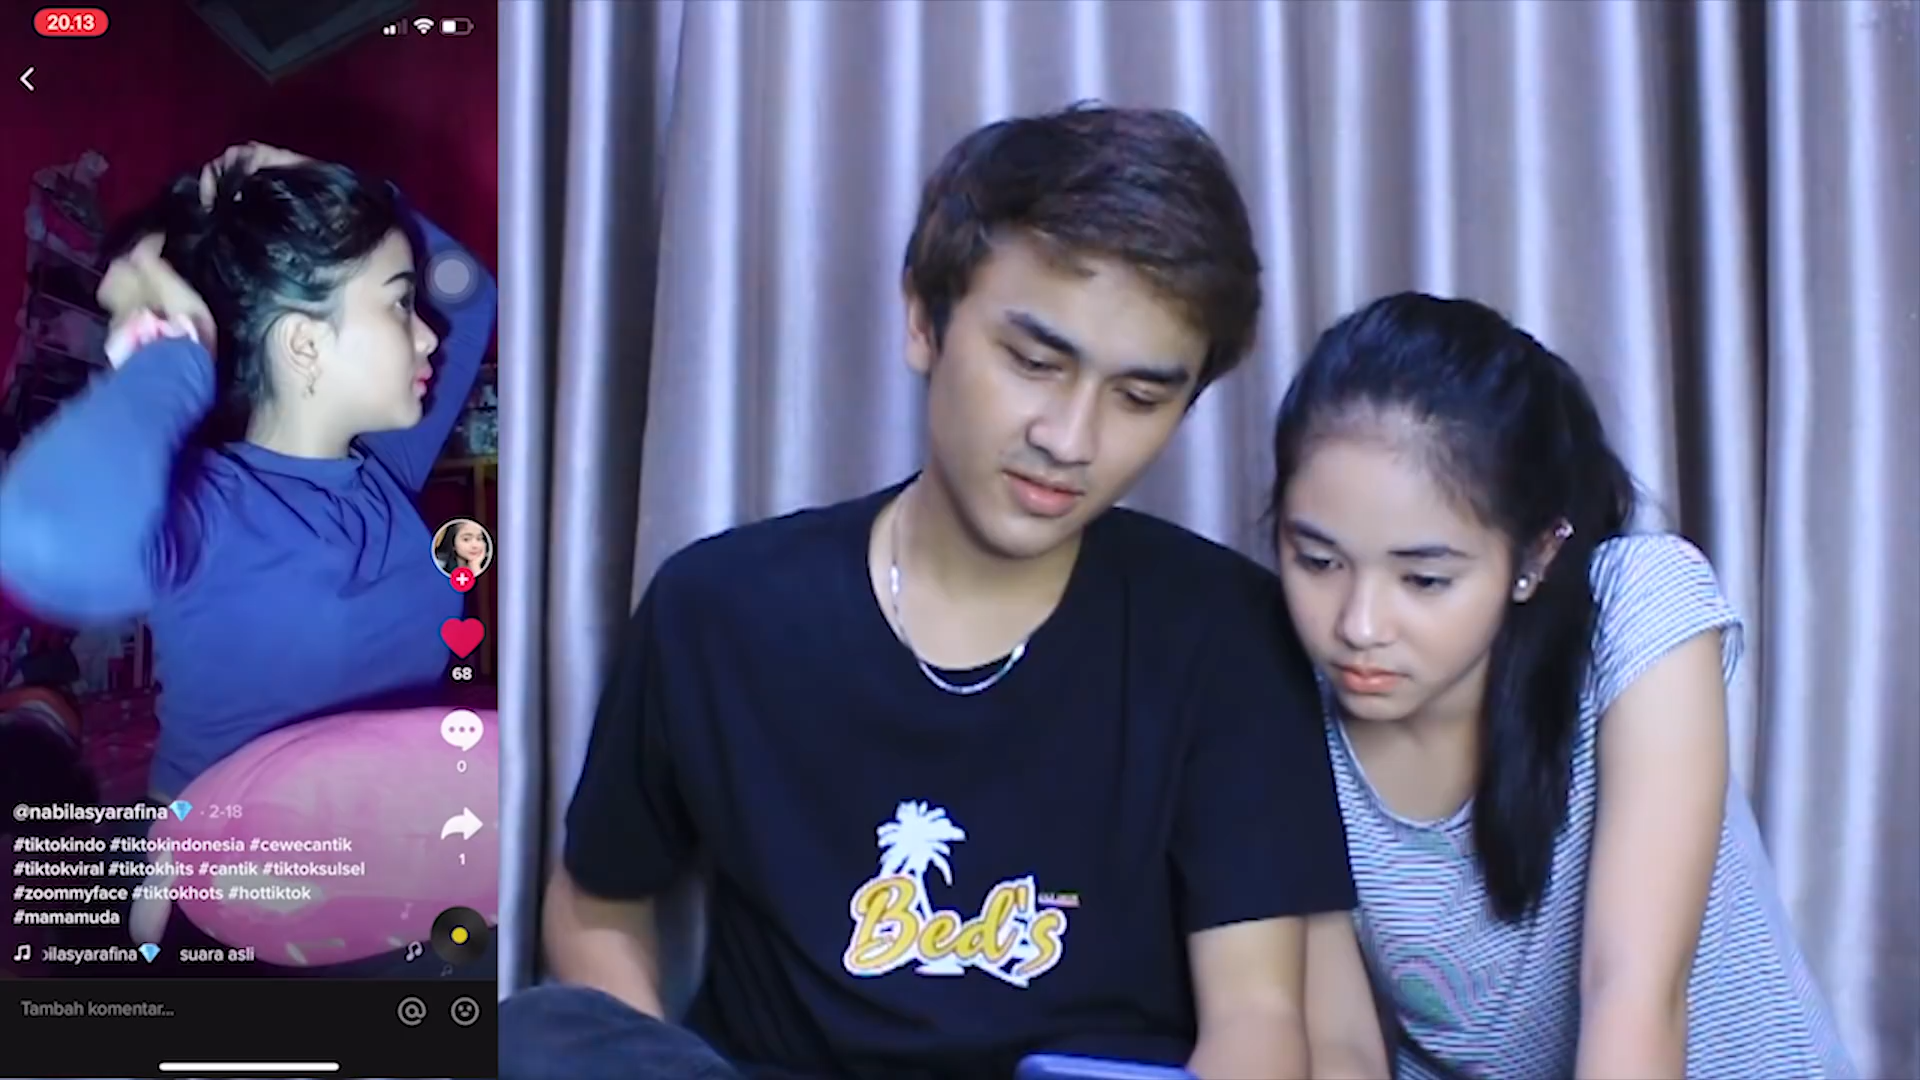 20.13
68
0
1
@nabilasyarafina💎 · 2-18
#tiktokindo #tiktokindonesia #cewecantik
#tiktokviral #tiktokhits #cantik #tiktoksulsel
#zoommyface #tiktokhots #hottiktok
#mamamuda
bilasyarafina💎 suara asli
Tambah komentar...
Bed's